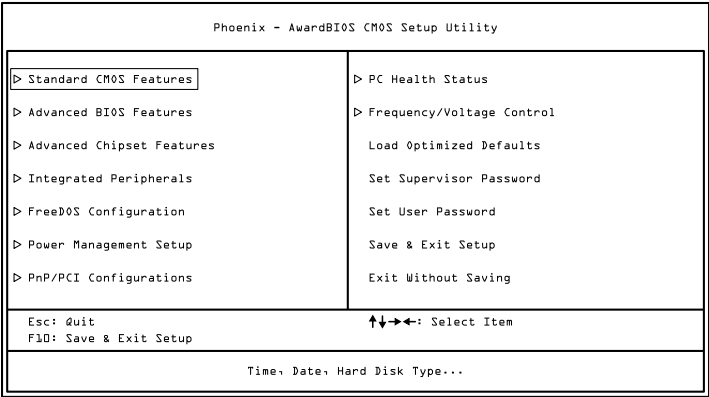 Phoenix - AwardBIOS CMOS Setup Utility
▷ Standard CMOS Features
▷ Advanced BIOS Features
▷ Advanced Chipset Features
▷ Integrated Peripherals
▷ FreeDOS Configuration
▷ Power Management Setup
▷ PnP/PCI Configurations
▷ PC Health Status
▷ Frequency/Voltage Control
Load Optimized Defaults
Set Supervisor Password
Set User Password
Save & Exit Setup
Exit Without Saving
Esc: Quit
F10: Save & Exit Setup
↑↓→←: Select Item
Time, Date, Hard Disk Type...